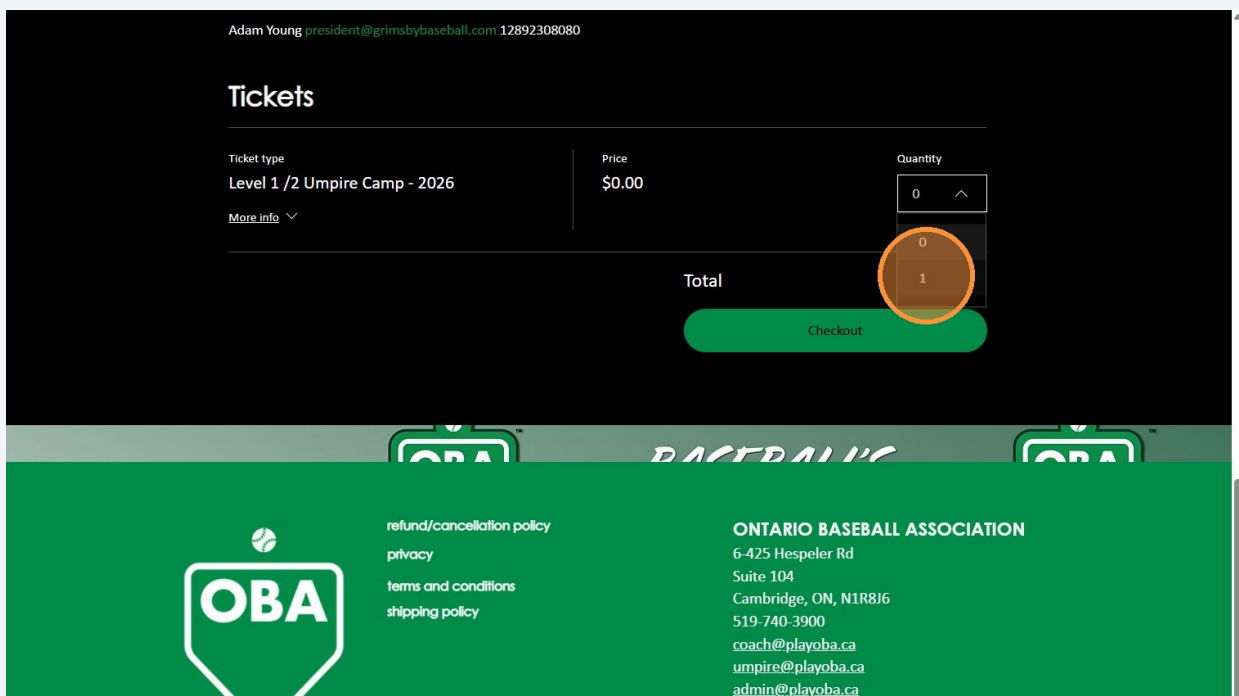 Adam Young president@grimsbybaseball.com 12892308080
Tickets
Ticket type
Level 1 /2 Umpire Camp - 2026
More info
Price
$0.00
Quantity
0
0
1
Total
Checkout
OBA
™
BASEBALL'S
OBA
™
OBA
refund/cancellation policy
privacy
terms and conditions
shipping policy
ONTARIO BASEBALL ASSOCIATION
6-425 Hespeler Rd
Suite 104
Cambridge, ON, N1R8J6
519-740-3900
coach@playoba.ca
umpire@playoba.ca
admin@playoba.ca